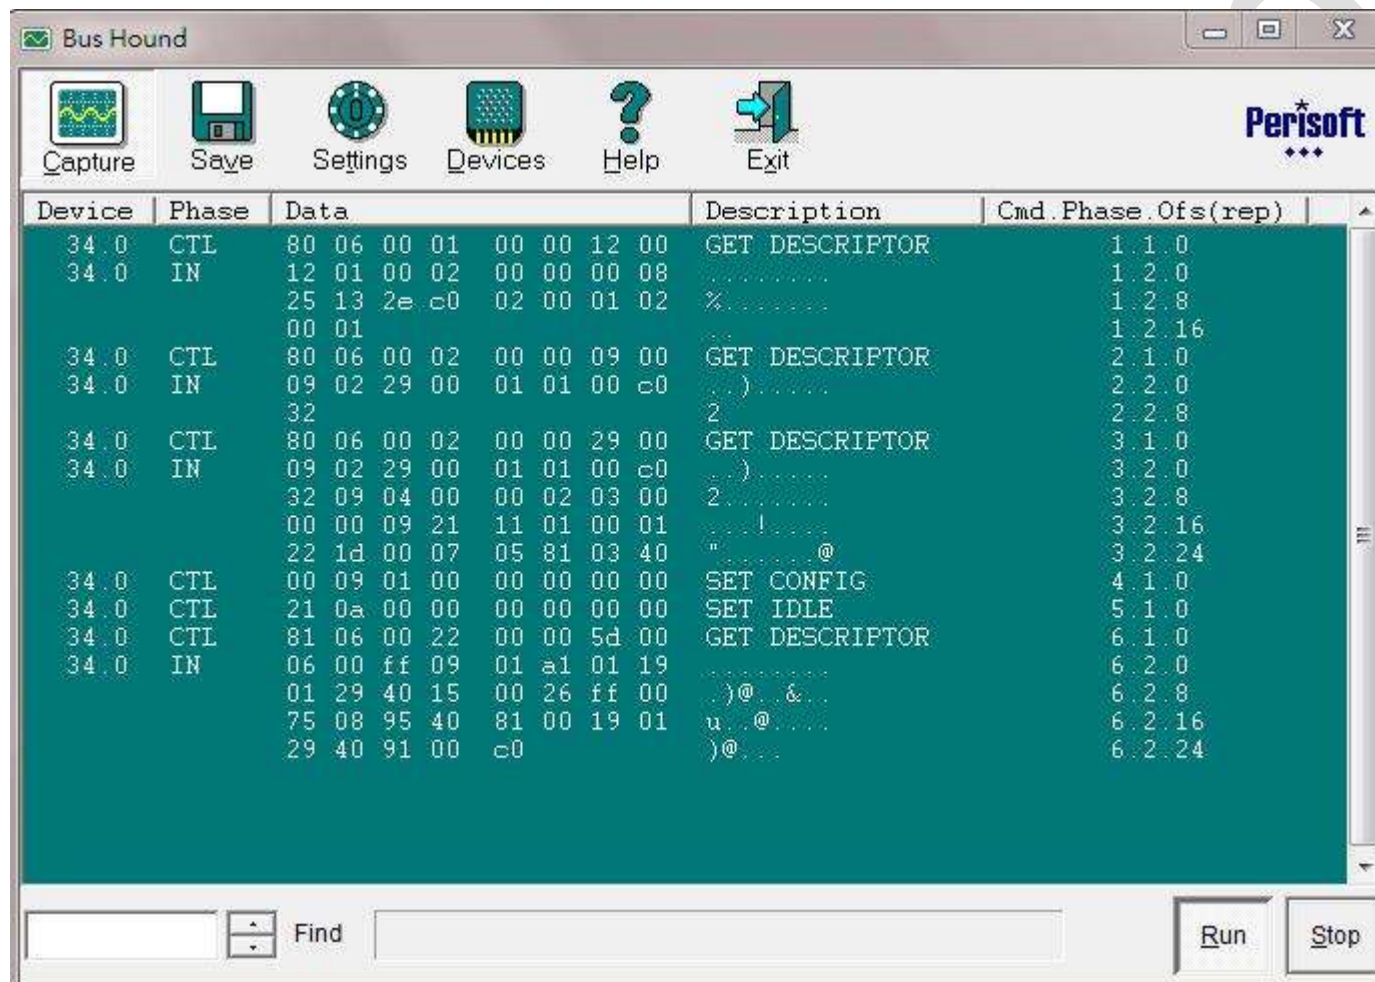 Bus Hound
Capture Save Settings Devices Help Exit
Perisoft
Device Phase Data Description Cmd.Phase.Ofs(rep)
34.0 CTL 80 06 00 01 00 00 12 00 GET DESCRIPTOR 1.1.0
34.0 IN 12 01 00 02 00 00 00 08 ........ 1.2.0
25 13 2e c0 02 00 01 02 %....... 1.2.8
00 01 .. 1.2.16
34.0 CTL 80 06 00 02 00 00 09 00 GET DESCRIPTOR 2.1.0
34.0 IN 09 02 29 00 01 01 00 c0 ..)..... 2.2.0
32 2 2.2.8
34.0 CTL 80 06 00 02 00 00 29 00 GET DESCRIPTOR 3.1.0
34.0 IN 09 02 29 00 01 01 00 c0 ..)..... 3.2.0
32 09 04 00 00 02 03 00 2....... 3.2.8
00 00 09 21 11 01 00 01 ...!.... 3.2.16
22 1d 00 07 05 81 03 40 "......@ 3.2.24
34.0 CTL 00 09 01 00 00 00 00 00 SET CONFIG 4.1.0
34.0 CTL 21 0a 00 00 00 00 00 00 SET IDLE 5.1.0
34.0 CTL 81 06 00 22 00 00 5d 00 GET DESCRIPTOR 6.1.0
34.0 IN 06 00 ff 09 01 a1 01 19 ........ 6.2.0
01 29 40 15 00 26 ff 00 .)@..&.. 6.2.8
75 08 95 40 81 00 19 01 u..@.... 6.2.16
29 40 91 00 c0 )@... 6.2.24
Find Run Stop